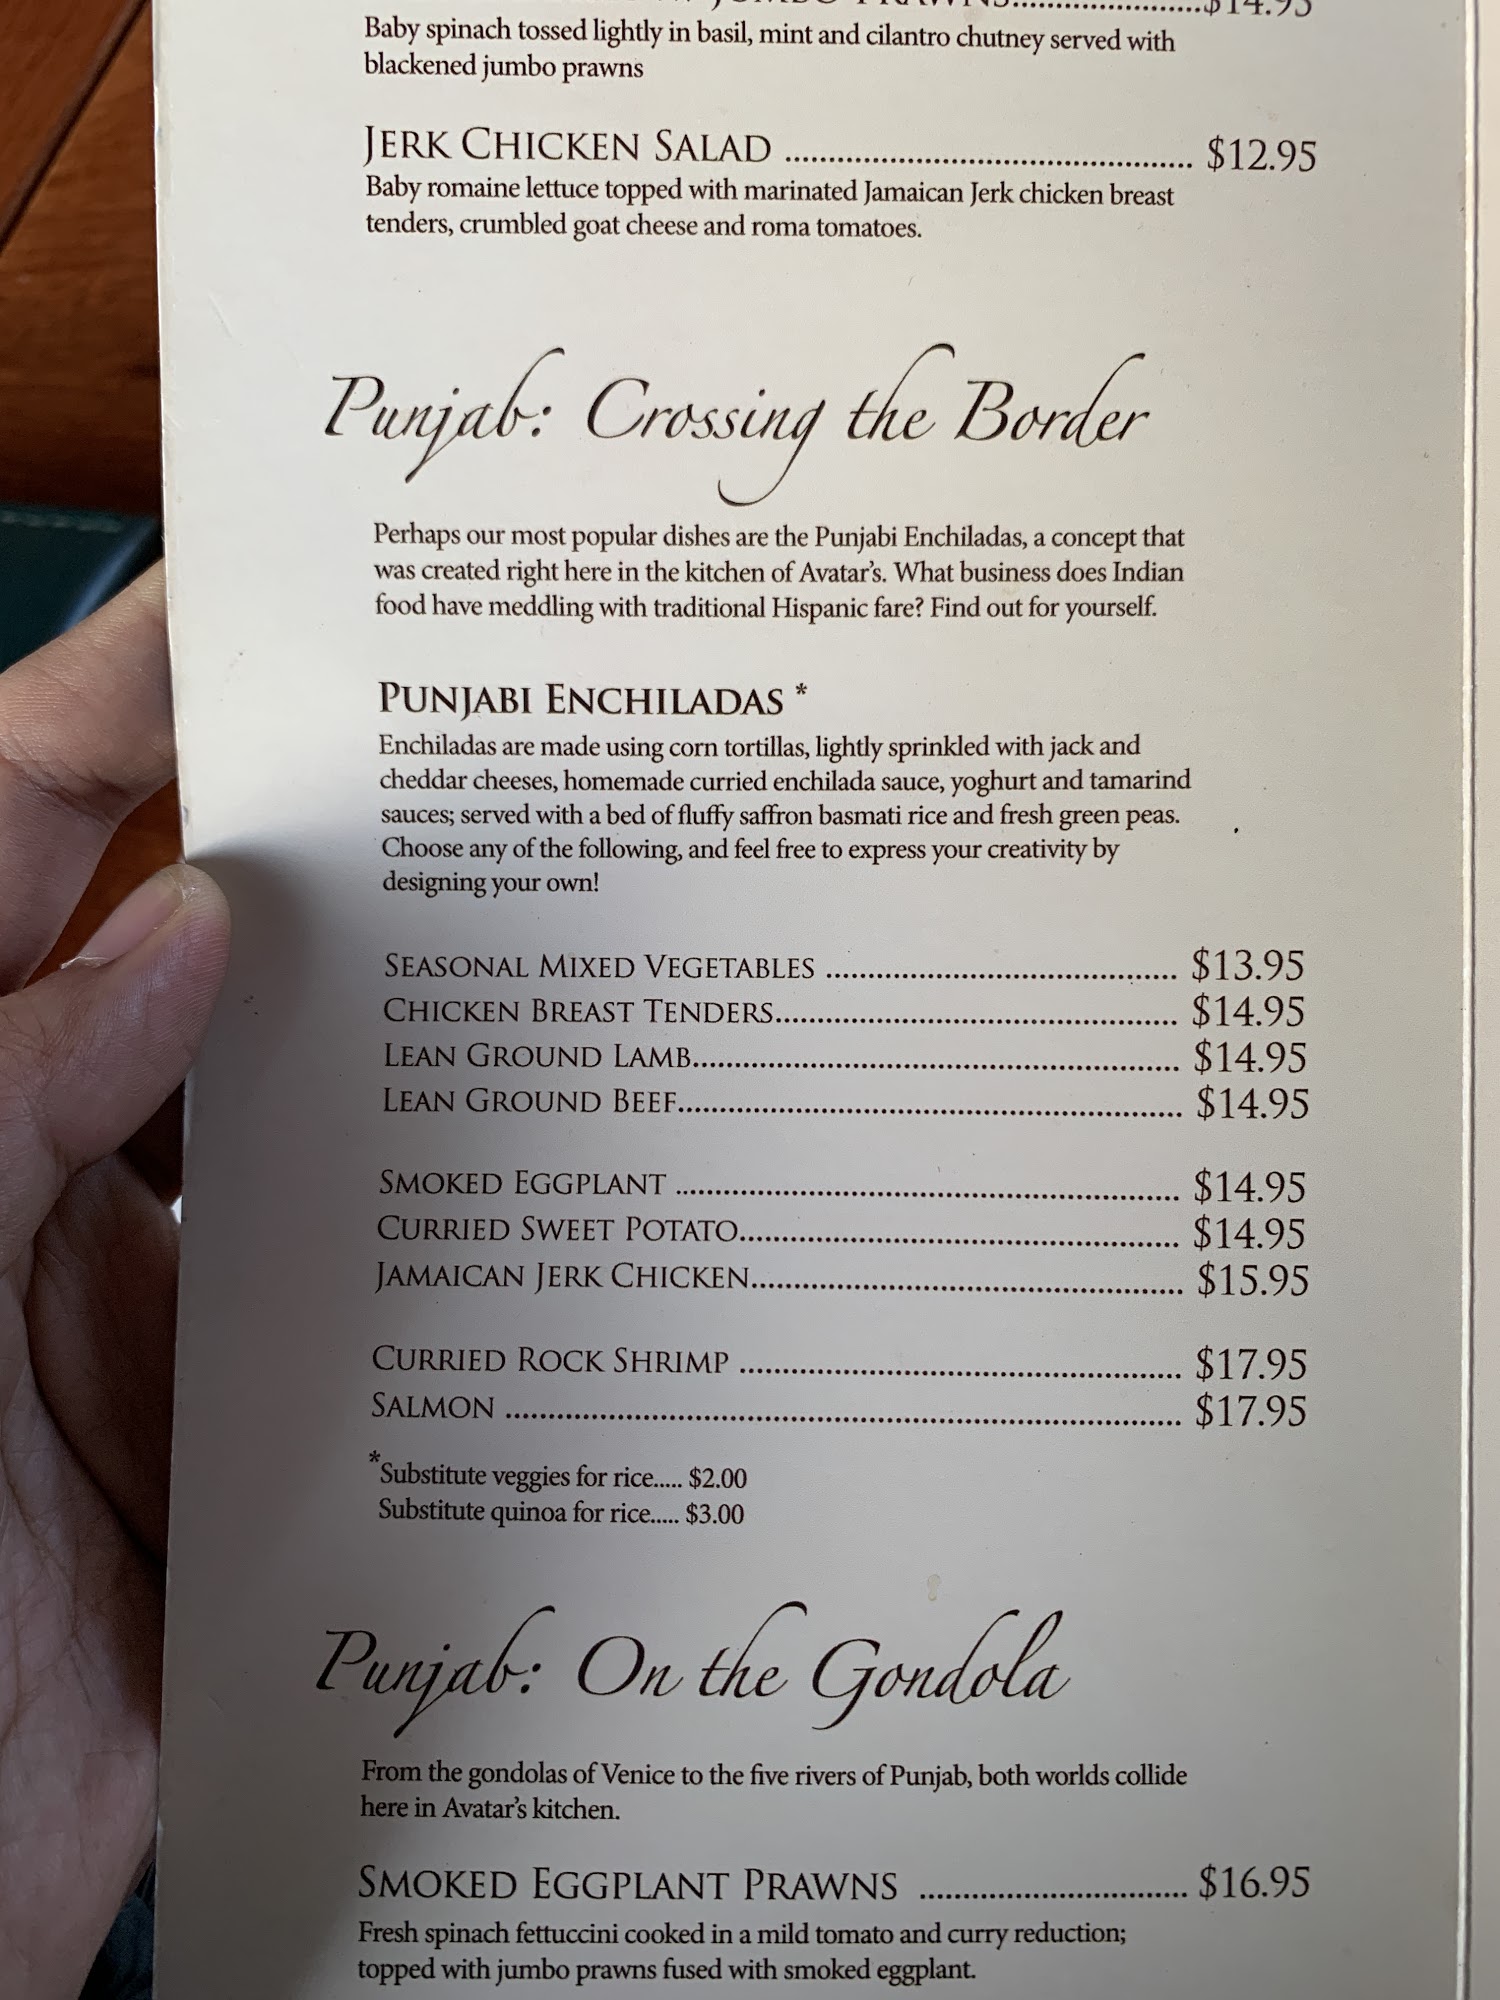 $14.95
Baby spinach tossed lightly in basil, mint and cilantro chutney served with
blackened jumbo prawns
JERK CHICKEN SALAD ................................................ $12.95
Baby romaine lettuce topped with marinated Jamaican Jerk chicken breast
tenders, crumbled goat cheese and roma tomatoes.
Punjab: Crossing the Border
Perhaps our most popular dishes are the Punjabi Enchiladas, a concept that
was created right here in the kitchen of Avatar's. What business does Indian
food have meddling with traditional Hispanic fare? Find out for yourself.
PUNJABI ENCHILADAS *
Enchiladas are made using corn tortillas, lightly sprinkled with jack and
cheddar cheeses, homemade curried enchilada sauce, yoghurt and tamarind
sauces; served with a bed of fluffy saffron basmati rice and fresh green peas.
Choose any of the following, and feel free to express your creativity by
designing your own!
SEASONAL MIXED VEGETABLES .......................................... $13.95
CHICKEN BREAST TENDERS................................................ $14.95
LEAN GROUND LAMB.......................................................... $14.95
LEAN GROUND BEEF............................................................ $14.95
SMOKED EGGPLANT ............................................................ $14.95
CURRIED SWEET POTATO..................................................... $14.95
JAMAICAN JERK CHICKEN.................................................... $15.95
CURRIED ROCK SHRIMP ..................................................... $17.95
SALMON .................................................................................. $17.95
*Substitute veggies for rice..... $2.00
Substitute quinoa for rice..... $3.00
Punjab: On the Gondola
From the gondolas of Venice to the five rivers of Punjab, both worlds collide
here in Avatar's kitchen.
SMOKED EGGPLANT PRAWNS ................................ $16.95
Fresh spinach fettuccini cooked in a mild tomato and curry reduction;
topped with jumbo prawns fused with smoked eggplant.